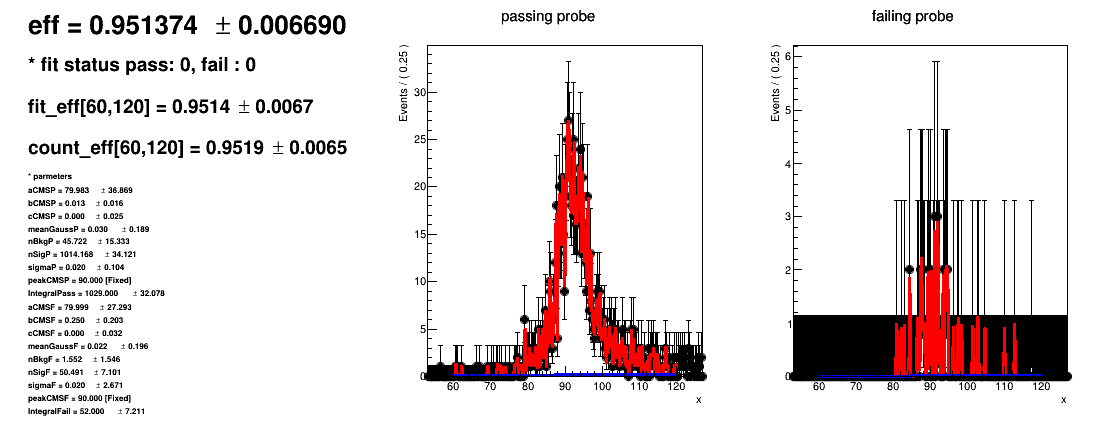 eff = 0.951374 ± 0.006690
* fit status pass: 0, fail : 0
fit_eff[60,120] = 0.9514 ± 0.0067
count_eff[60,120] = 0.9519 ± 0.0065
* parmeters
aCMSP = 79.983 ± 36.869
bCMSP = 0.013 ± 0.016
cCMSP = 0.000 ± 0.025
meanGaussP = 0.030 ± 0.189
nBkgP = 45.722 ± 15.333
nSigP = 1014.168 ± 34.121
sigmaP = 0.020 ± 0.104
peakCMSP = 90.000 [Fixed]
IntegralPass = 1029.000 ± 32.078
aCMSF = 79.999 ± 27.293
bCMSF = 0.250 ± 0.203
cCMSF = 0.000 ± 0.032
meanGaussF = 0.022 ± 0.196
nBkgF = 1.552 ± 1.546
nSigF = 50.491 ± 7.101
sigmaF = 0.020 ± 2.671
peakCMSF = 90.000 [Fixed]
IntegralFail = 52.000 ± 7.211
passing probe
Events / ( 0.25 )
30
25
20
15
10
5
0
60 70 80 90 100 110 120
x
failing probe
Events / ( 0.25 )
6
5
4
3
2
1
0
60 70 80 90 100 110 120
x